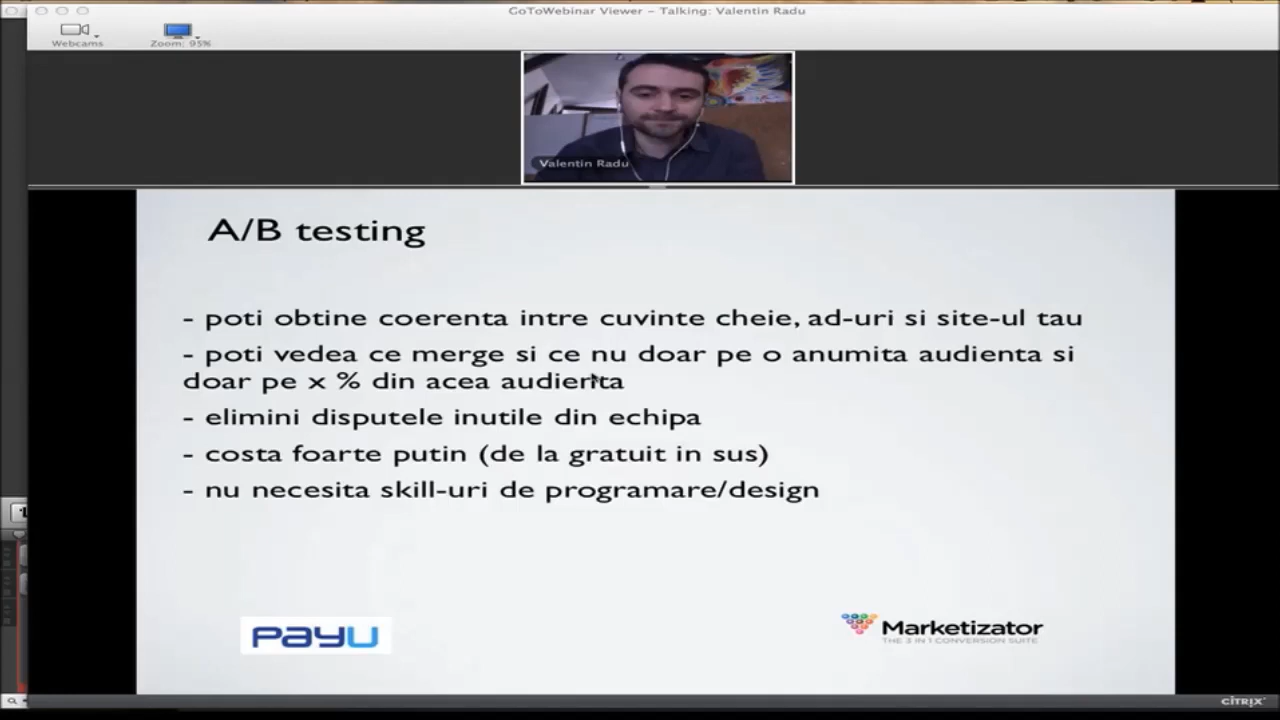 GoToWebinar Viewer – Talking: Valentin Radu
Webcams
Zoom: 95%
Valentin Radu
A/B testing
- poti obtine coerenta intre cuvinte cheie, ad-uri si site-ul tau
- poti vedea ce merge si ce nu doar pe o anumita audienta si
doar pe x % din acea audienta
- elimini disputele inutile din echipa
- costa foarte putin (de la gratuit in sus)
- nu necesita skill-uri de programare/design
PayU
Marketizator
THE 3 IN 1 CONVERSION SUITE
CITRIX